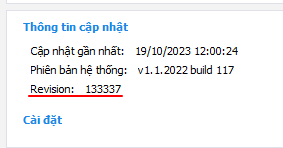 Thông tin cập nhật
Cập nhật gần nhất: 19/10/2023 12:00:24
Phiên bản hệ thống: v1.1.2022 build 117
Revision: 133337
Cài đặt